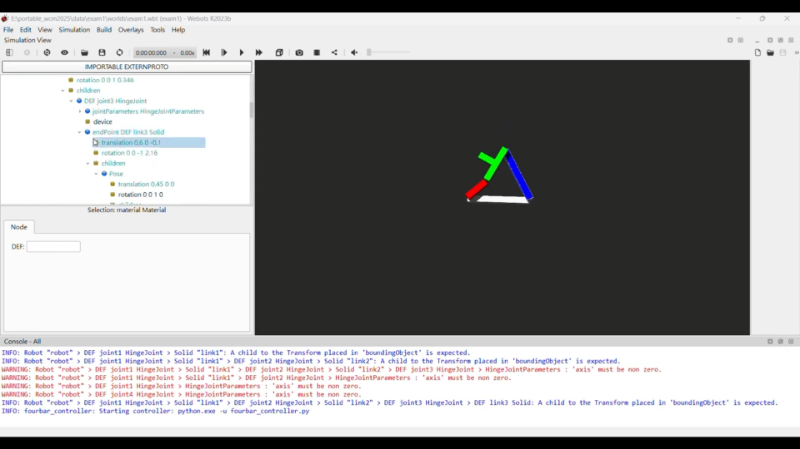 E:\portable_wcm2025\data\exam1\worlds\exam1.wbt (exam1) - Webots R2023b
File Edit View Simulation Build Overlays Tools Help
Simulation View
0:00:00.000 - 0.00x
IMPORTABLE EXTERNPROTO
rotation 0 0 1 0.346
children
DEF joint3 HingeJoint
jointParameters HingeJointParameters
device
endPoint DEF link3 Solid
translation 0.6 0 -0.1
rotation 0 0 -1 2.16
children
Pose
translation 0.45 0 0
rotation 0 0 1 0
Selection: material Material
Node
DEF:
Console - All
INFO: Robot "robot" > DEF joint1 HingeJoint > Solid "link1": A child to the Transform placed in 'boundingObject' is expected.
INFO: Robot "robot" > DEF joint1 HingeJoint > Solid "link1" > DEF joint2 HingeJoint > Solid "link2": A child to the Transform placed in 'boundingObject' is expected.
WARNING: Robot "robot" > DEF joint1 HingeJoint > Solid "link1" > DEF joint2 HingeJoint > Solid "link2" > DEF joint3 HingeJoint > HingeJointParameters : 'axis' must be non zero.
WARNING: Robot "robot" > DEF joint1 HingeJoint > Solid "link1" > DEF joint2 HingeJoint > HingeJointParameters : 'axis' must be non zero.
WARNING: Robot "robot" > DEF joint1 HingeJoint > HingeJointParameters : 'axis' must be non zero.
WARNING: Robot "robot" > DEF joint4 HingeJoint > HingeJointParameters : 'axis' must be non zero.
INFO: Robot "robot" > DEF joint1 HingeJoint > Solid "link1" > DEF joint2 HingeJoint > Solid "link2" > DEF joint3 HingeJoint > DEF link3 Solid: A child to the Transform placed in 'boundingObject' is expected.
INFO: fourbar_controller: Starting controller: python.exe -u fourbar_controller.py